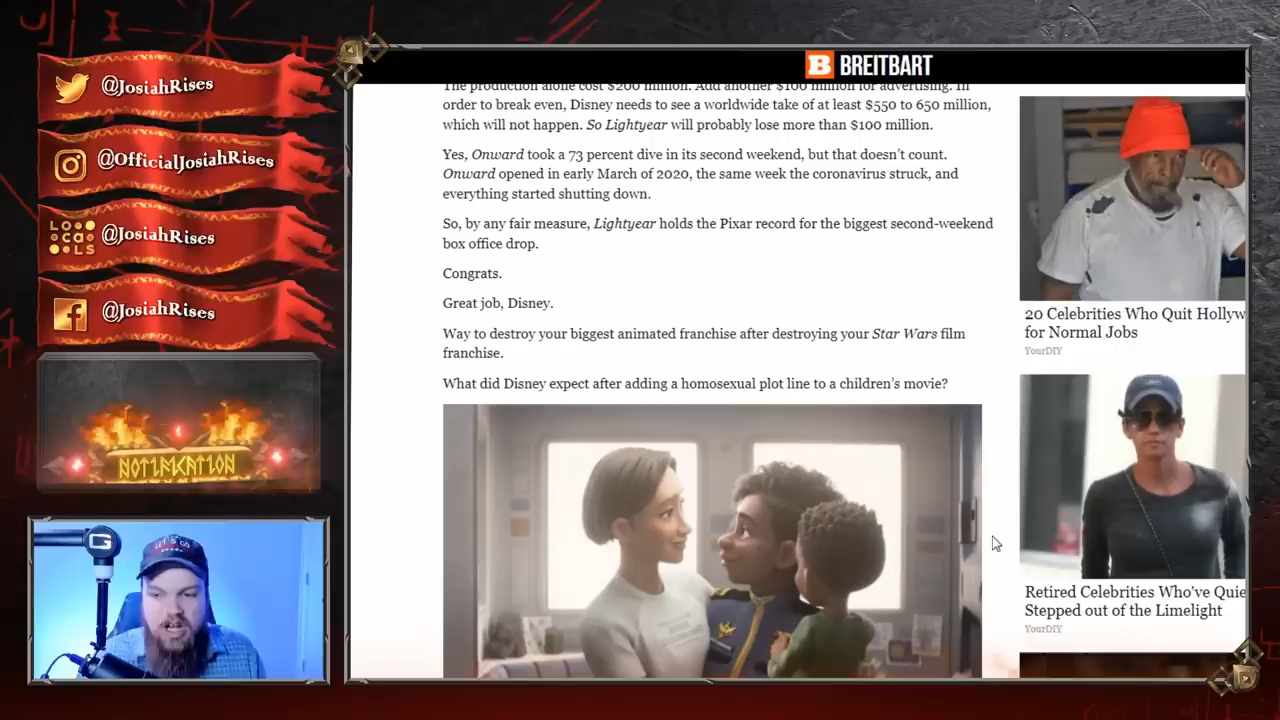 @JosiahRises
@OfficialJosiahRises
LOCALS
@JosiahRises
@JosiahRises
NOTIFICATION
G
LET'S GO
B BREITBART
The production alone cost $200 million. Add another $100 million for advertising. In
order to break even, Disney needs to see a worldwide take of at least $550 to 650 million,
which will not happen. So Lightyear will probably lose more than $100 million.
Yes, Onward took a 73 percent dive in its second weekend, but that doesn’t count.
Onward opened in early March of 2020, the same week the coronavirus struck, and
everything started shutting down.
So, by any fair measure, Lightyear holds the Pixar record for the biggest second-weekend
box office drop.
Congrats.
Great job, Disney.
Way to destroy your biggest animated franchise after destroying your Star Wars film
franchise.
What did Disney expect after adding a homosexual plot line to a children’s movie?
20 Celebrities Who Quit Hollyw
for Normal Jobs
YourDIY
Retired Celebrities Who've Quie
Stepped out of the Limelight
YourDIY